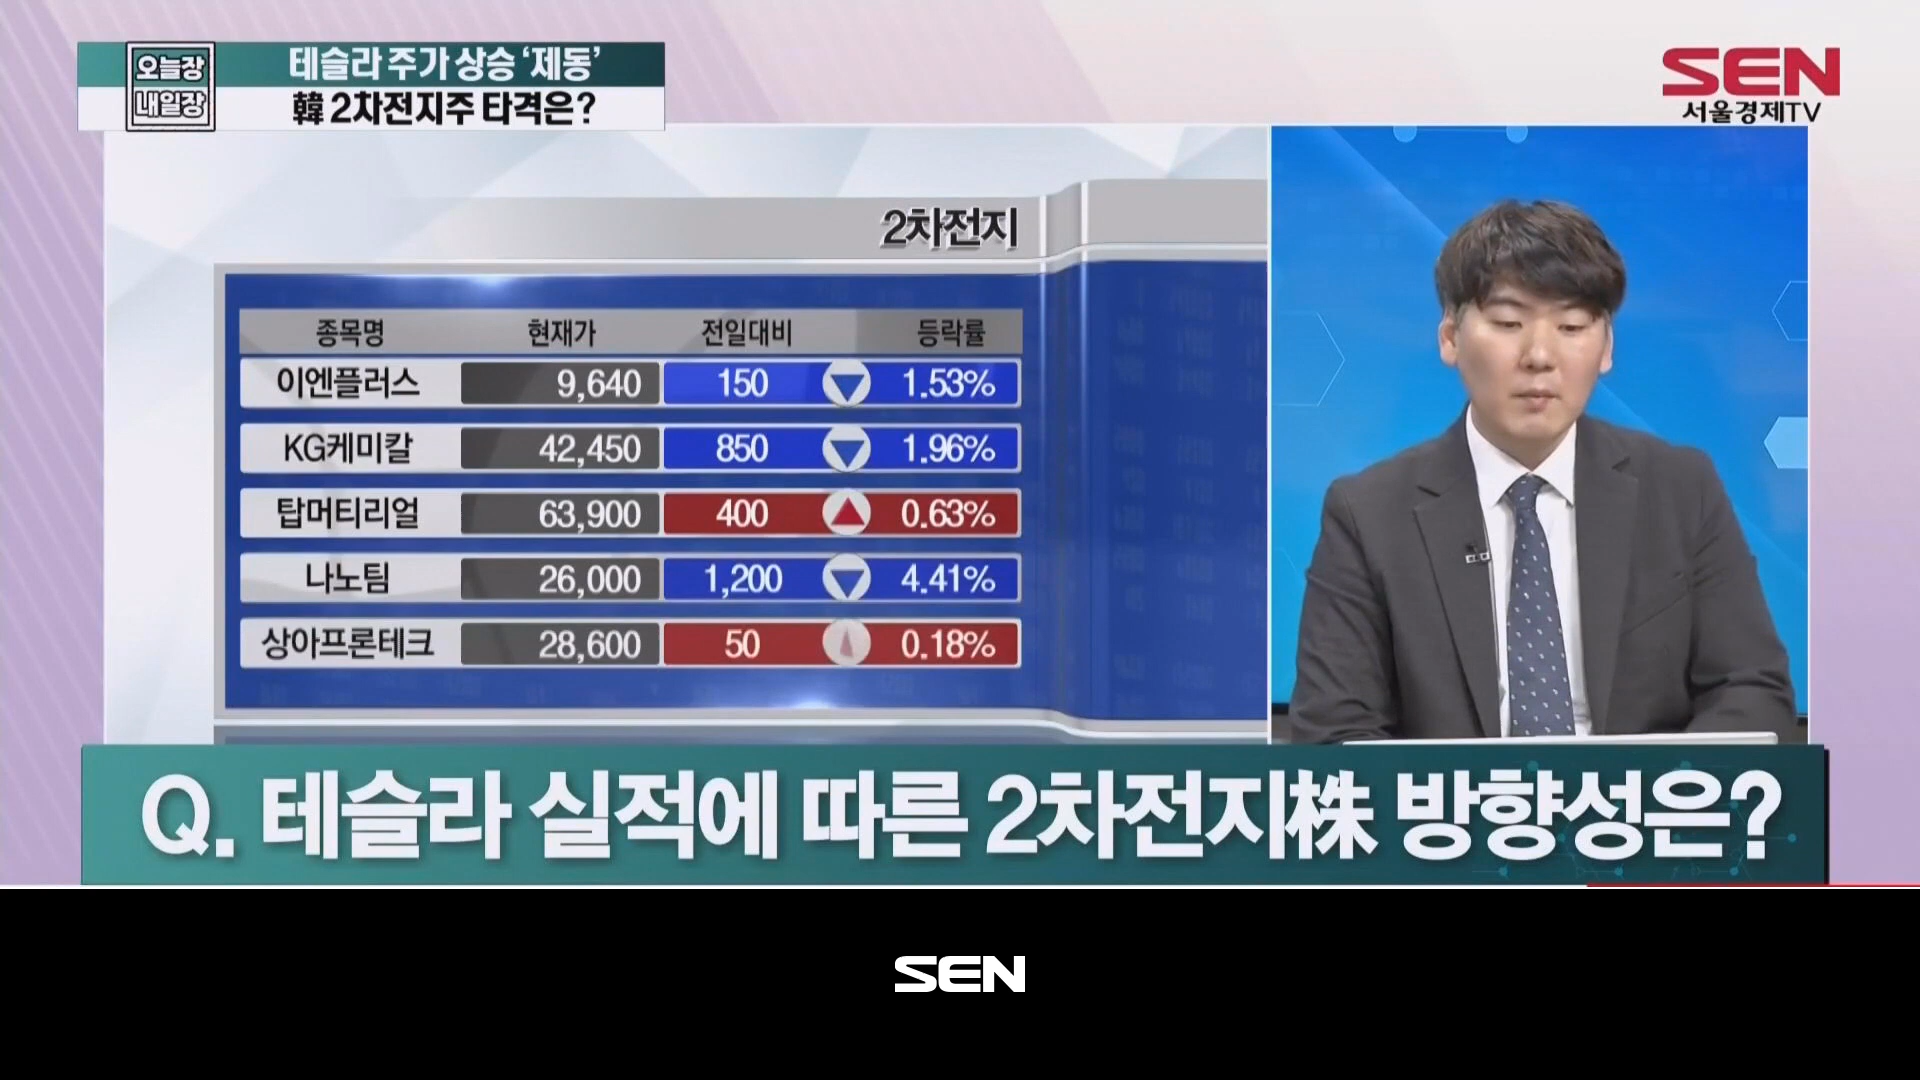 오늘장
내일장
테슬라 주가 상승 ‘제동’
韓 2차전지주 타격은?
SEN
서울경제TV
2차전지
종목명 현재가 전일대비 등락률
이엔플러스 9,640 150 ▼ 1.53%
KG케미칼 42,450 850 ▼ 1.96%
탑머티리얼 63,900 400 ▲ 0.63%
나노팀 26,000 1,200 ▼ 4.41%
상아프론테크 28,600 50 ▲ 0.18%
Q. 테슬라 실적에 따른 2차전지株 방향성은?
SEN